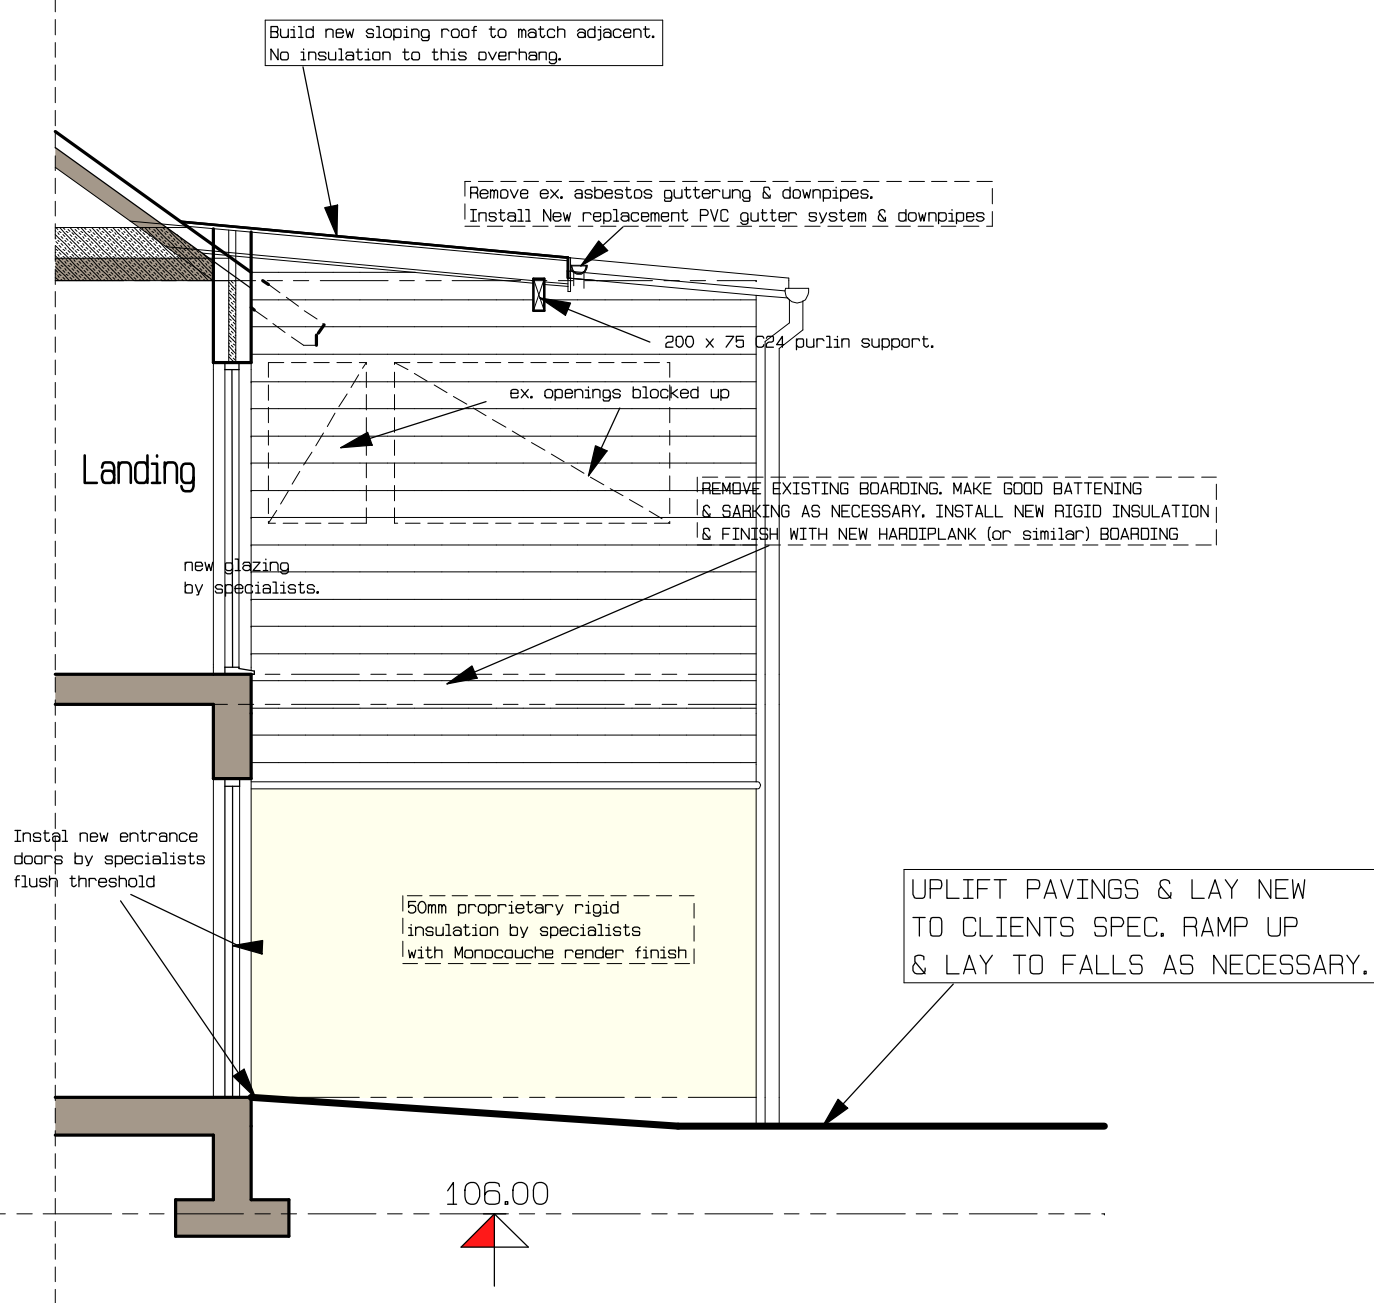 Build new sloping roof to match adjacent.
No insulation to this overhang.
Remove ex. asbestos gutterung & downpipes.
Install New replacement PVC gutter system & downpipes
200 x 75 C24 purlin support.
ex. openings blocked up
Landing
REMOVE EXISTING BOARDING. MAKE GOOD BATTENING
& SARKING AS NECESSARY. INSTALL NEW RIGID INSULATION
& FINISH WITH NEW HARDIPLANK (or similar) BOARDING
new glazing
by specialists.
Instal new entrance
doors by specialists
flush threshold
50mm proprietary rigid
insulation by specialists
with Monocouche render finish
UPLIFT PAVINGS & LAY NEW
TO CLIENTS SPEC. RAMP UP
& LAY TO FALLS AS NECESSARY.
106.00